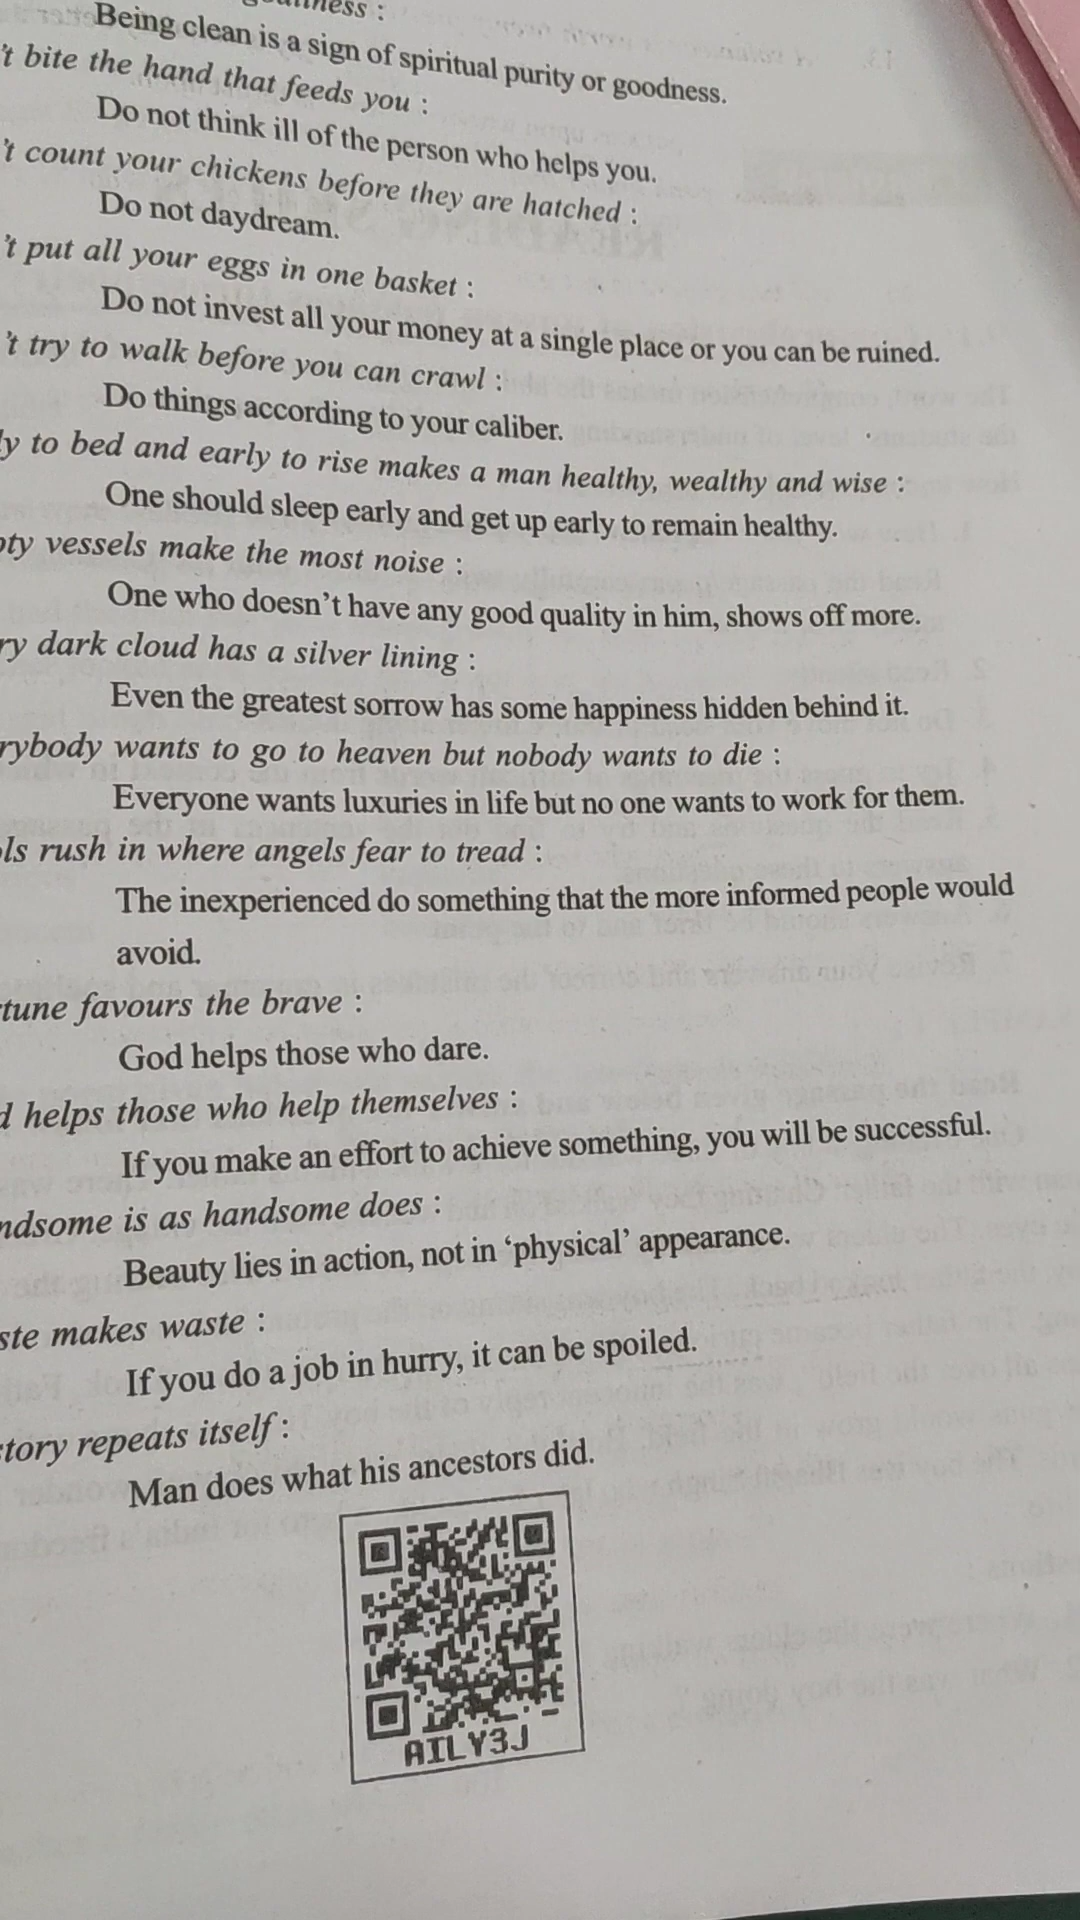 Being clean is a sign of spiritual purity or goodness.
't bite the hand that feeds you :
Do not think ill of the person who helps you.
't count your chickens before they are hatched :
Do not daydream.
't put all your eggs in one basket :
Do not invest all your money at a single place or you can be ruined.
't try to walk before you can crawl :
Do things according to your caliber.
ly to bed and early to rise makes a man healthy, wealthy and wise :
One should sleep early and get up early to remain healthy.
pty vessels make the most noise :
One who doesn't have any good quality in him, shows off more.
ry dark cloud has a silver lining :
Even the greatest sorrow has some happiness hidden behind it.
rybody wants to go to heaven but nobody wants to die :
Everyone wants luxuries in life but no one wants to work for them.
ols rush in where angels fear to tread :
The inexperienced do something that the more informed people would
avoid.
tune favours the brave :
God helps those who dare.
d helps those who help themselves :
If you make an effort to achieve something, you will be successful.
ndsome is as handsome does :
Beauty lies in action, not in 'physical' appearance.
ste makes waste :
If you do a job in hurry, it can be spoiled.
story repeats itself :
Man does what his ancestors did.
AILY3J